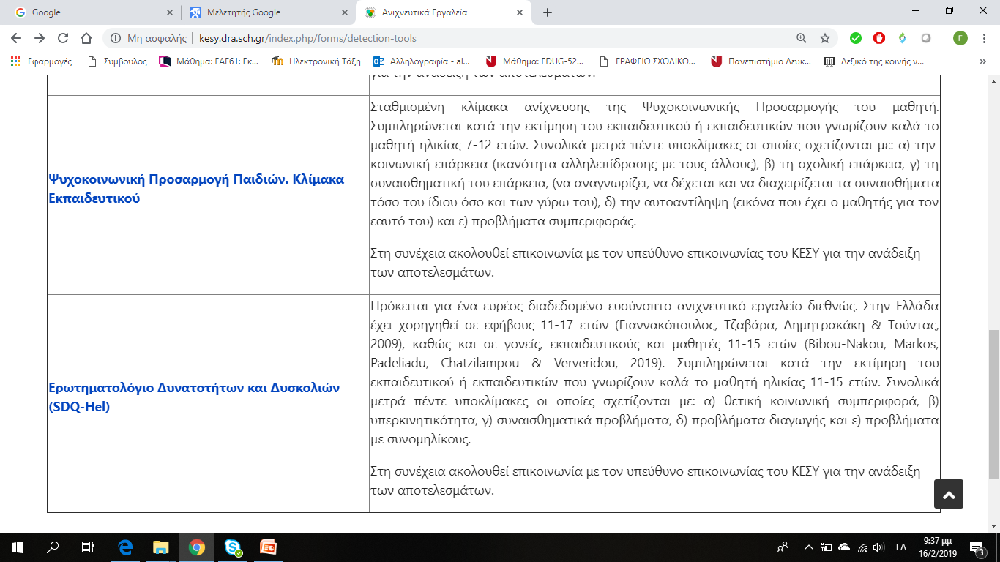 Google
Μελετητής Google
Ανιχνευτικά Εργαλεία
Μη ασφαλής | kesy.dra.sch.gr/index.php/forms/detection-tools
Γ
Εφαρμογές
Συμβουλος
Μάθημα: ΕΑΓ61: Εκ...
Ηλεκτρονική Τάξη
Αλληλογραφία - al...
Μάθημα: EDUG-52...
ΓΡΑΦΕΙΟ ΣΧΟΛΙΚΟ...
Πανεπιστήμιο Λευκ...
Λεξικό της κοινής ν...
»
για την ανάδειξη των αποτελεσμάτων.
Ψυχοκοινωνική Προσαρμογή Παιδιών. Κλίμακα
Εκπαιδευτικού
Σταθμισμένη κλίμακα ανίχνευσης της Ψυχοκοινωνικής Προσαρμογής του μαθητή.
Συμπληρώνεται κατά την εκτίμηση του εκπαιδευτικού ή εκπαιδευτικών που γνωρίζουν καλά το
μαθητή ηλικίας 7-12 ετών. Συνολικά μετρά πέντε υποκλίμακες οι οποίες σχετίζονται με: α) την
κοινωνική επάρκεια (ικανότητα αλληλεπίδρασης με τους άλλους), β) τη σχολική επάρκεια, γ) τη
συναισθηματική του επάρκεια, (να αναγνωρίζει, να δέχεται και να διαχειρίζεται τα συναισθήματα
τόσο του ίδιου όσο και των γύρω του), δ) την αυτοαντίληψη (εικόνα που έχει ο μαθητής για τον
εαυτό του) και ε) προβλήματα συμπεριφοράς.
Στη συνέχεια ακολουθεί επικοινωνία με τον υπεύθυνο επικοινωνίας του ΚΕΣΥ για την ανάδειξη
των αποτελεσμάτων.
Ερωτηματολόγιο Δυνατοτήτων και Δυσκολιών
(SDQ-Hel)
Πρόκειται για ένα ευρέος διαδεδομένο ευσύνοπτο ανιχνευτικό εργαλείο διεθνώς. Στην Ελλάδα
έχει χορηγηθεί σε εφήβους 11-17 ετών (Γιαννακόπουλος, Τζαβάρα, Δημητρακάκη & Τούντας,
2009), καθώς και σε γονείς, εκπαιδευτικούς και μαθητές 11-15 ετών (Bibou-Nakou, Markos,
Padeliadu, Chatzilampou & Ververidou, 2019). Συμπληρώνεται κατά την εκτίμηση του
εκπαιδευτικού ή εκπαιδευτικών που γνωρίζουν καλά το μαθητή ηλικίας 11-15 ετών. Συνολικά
μετρά πέντε υποκλίμακες οι οποίες σχετίζονται με: α) θετική κοινωνική συμπεριφορά, β)
υπερκινητικότητα, γ) συναισθηματικά προβλήματα, δ) προβλήματα διαγωγής και ε) προβλήματα
με συνομηλίκους.
Στη συνέχεια ακολουθεί επικοινωνία με τον υπεύθυνο επικοινωνίας του ΚΕΣΥ για την ανάδειξη
των αποτελεσμάτων.
ΕΛ
9:37 μμ
16/2/2019
3